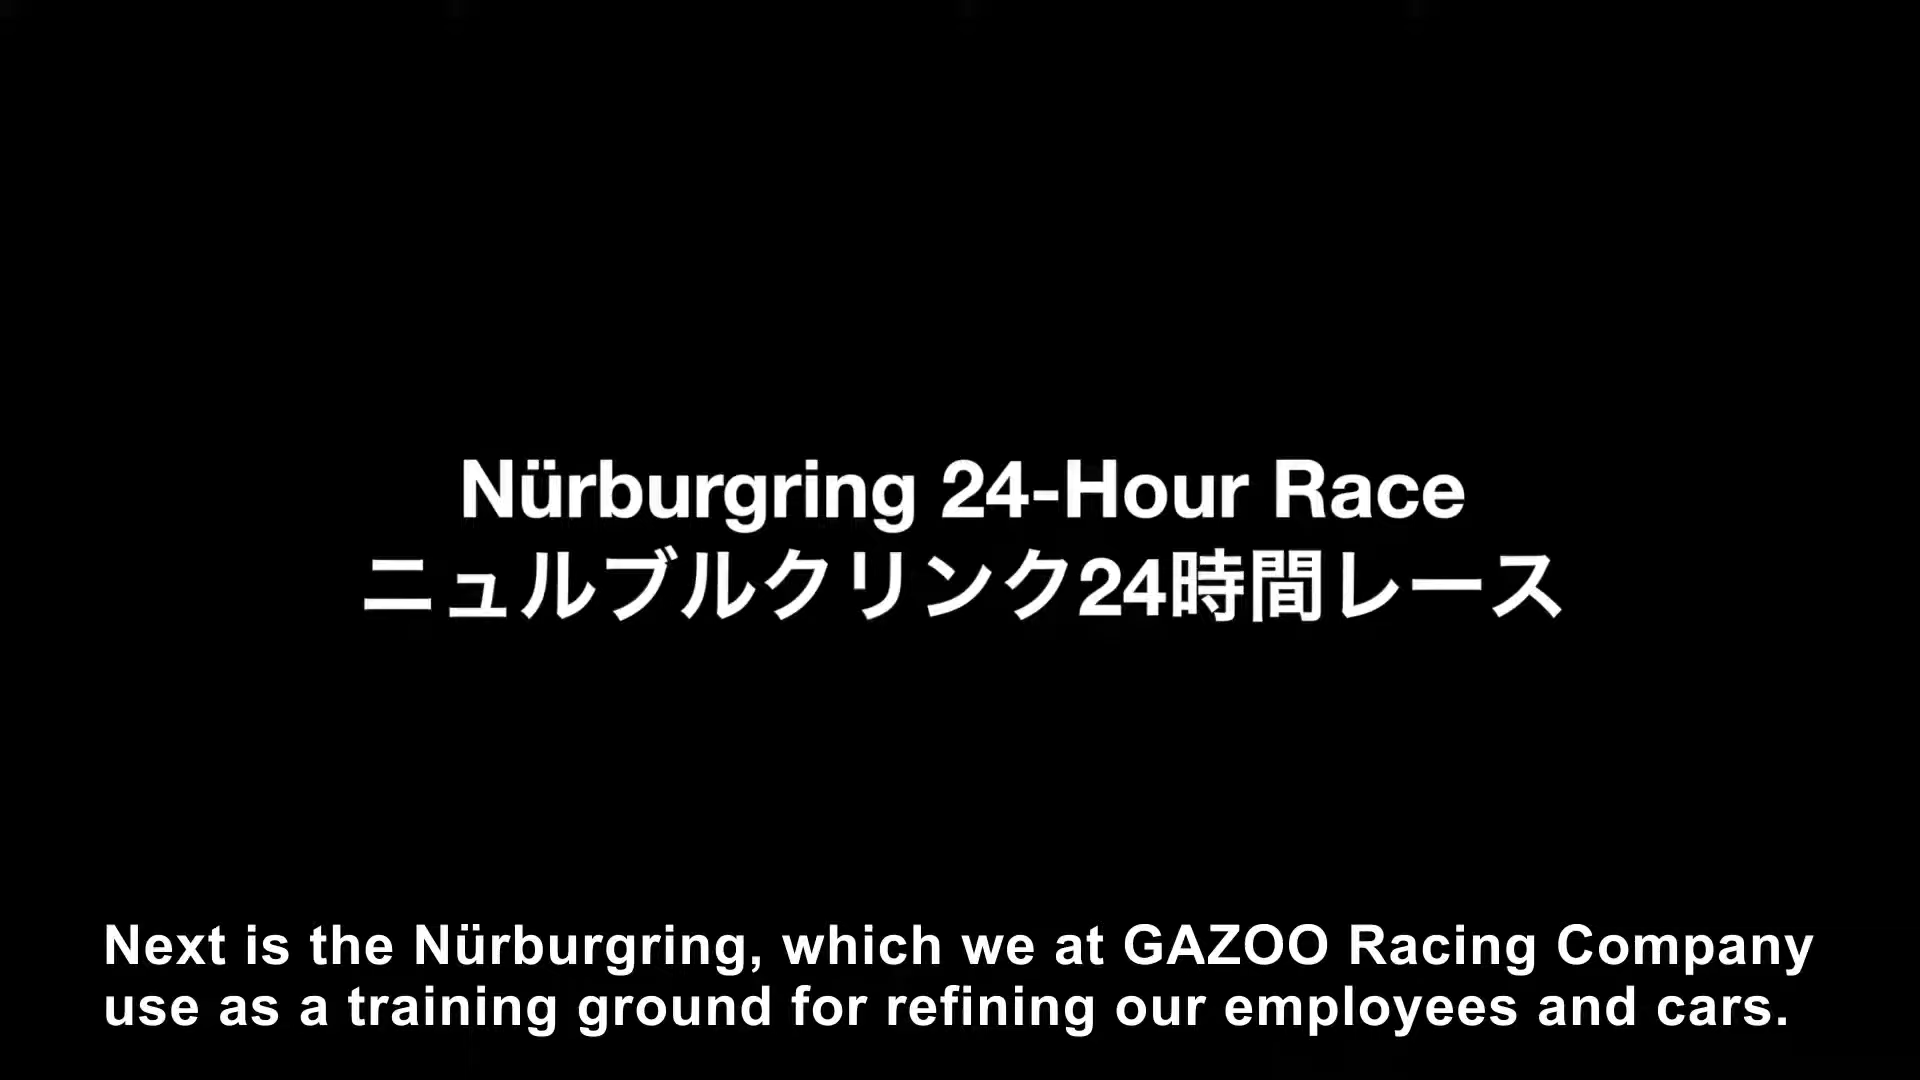 Nürburgring 24-Hour Race
ニュルブルクリンク24時間レース
Next is the Nürburgring, which we at GAZOO Racing Company
use as a training ground for refining our employees and cars.